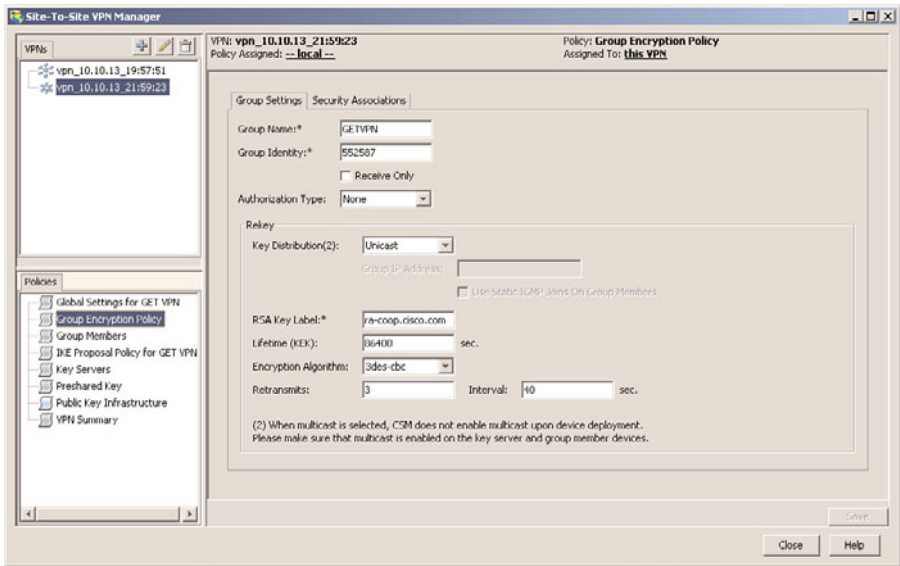 Site-To-Site VPN Manager
VPNs
vpn_10.10.13_19:57:51
vpn_10.10.13_21:59:23
Policies
Global Settings for GET VPN
Group Encryption Policy
Group Members
IKE Proposal Policy for GET VPN
Key Servers
Preshared Key
Public Key Infrastructure
VPN Summary
VPN: vpn_10.10.13_21:59:23
Policy Assigned: -- local --
Policy: Group Encryption Policy
Assigned To: this VPN
Group Settings Security Associations
Group Name:* GETVPN
Group Identity:* 552587
Receive Only
Authorization Type: None
Rekey
Key Distribution(2): Unicast
Group IP Address:
Use Static IGMP Joins On Group Members
RSA Key Label:* ra-coop.cisco.com
Lifetime (KEK): 86400 sec.
Encryption Algorithm: 3des-cbc
Retransmits: 3 Interval: 40 sec.
(2) When multicast is selected, CSM does not enable multicast upon device deployment.
Please make sure that multicast is enabled on the key server and group member devices.
Save
Close Help